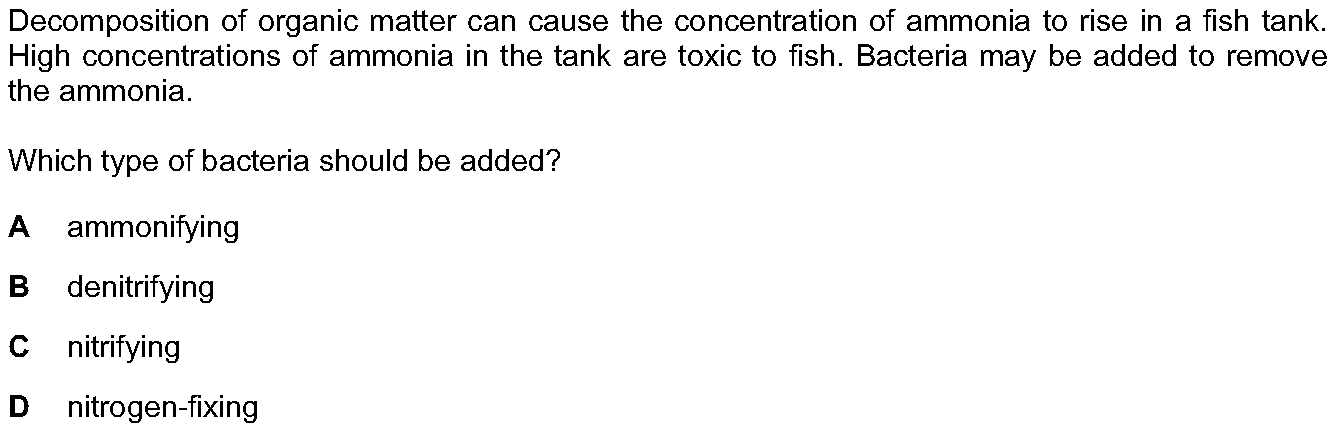 Decomposition of organic matter can cause the concentration of ammonia to rise in a fish tank.
High concentrations of ammonia in the tank are toxic to fish. Bacteria may be added to remove
the ammonia.
Which type of bacteria should be added?
A ammonifying
B denitrifying
C nitrifying
D nitrogen-fixing